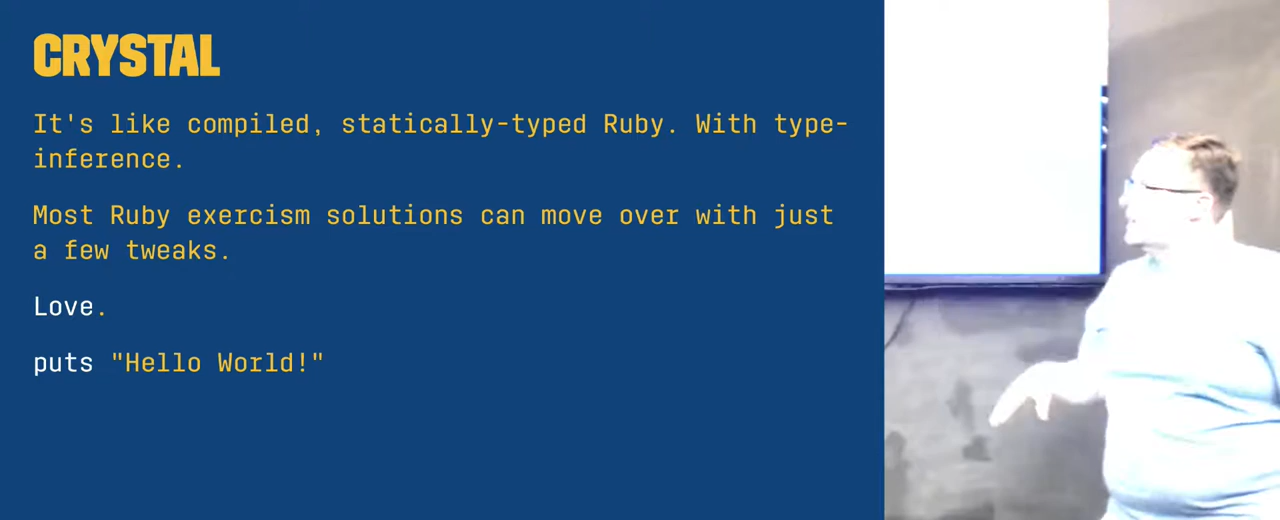 CRYSTAL
It's like compiled, statically-typed Ruby. With type-
inference.
Most Ruby exercism solutions can move over with just
a few tweaks.
Love.
puts "Hello World!"